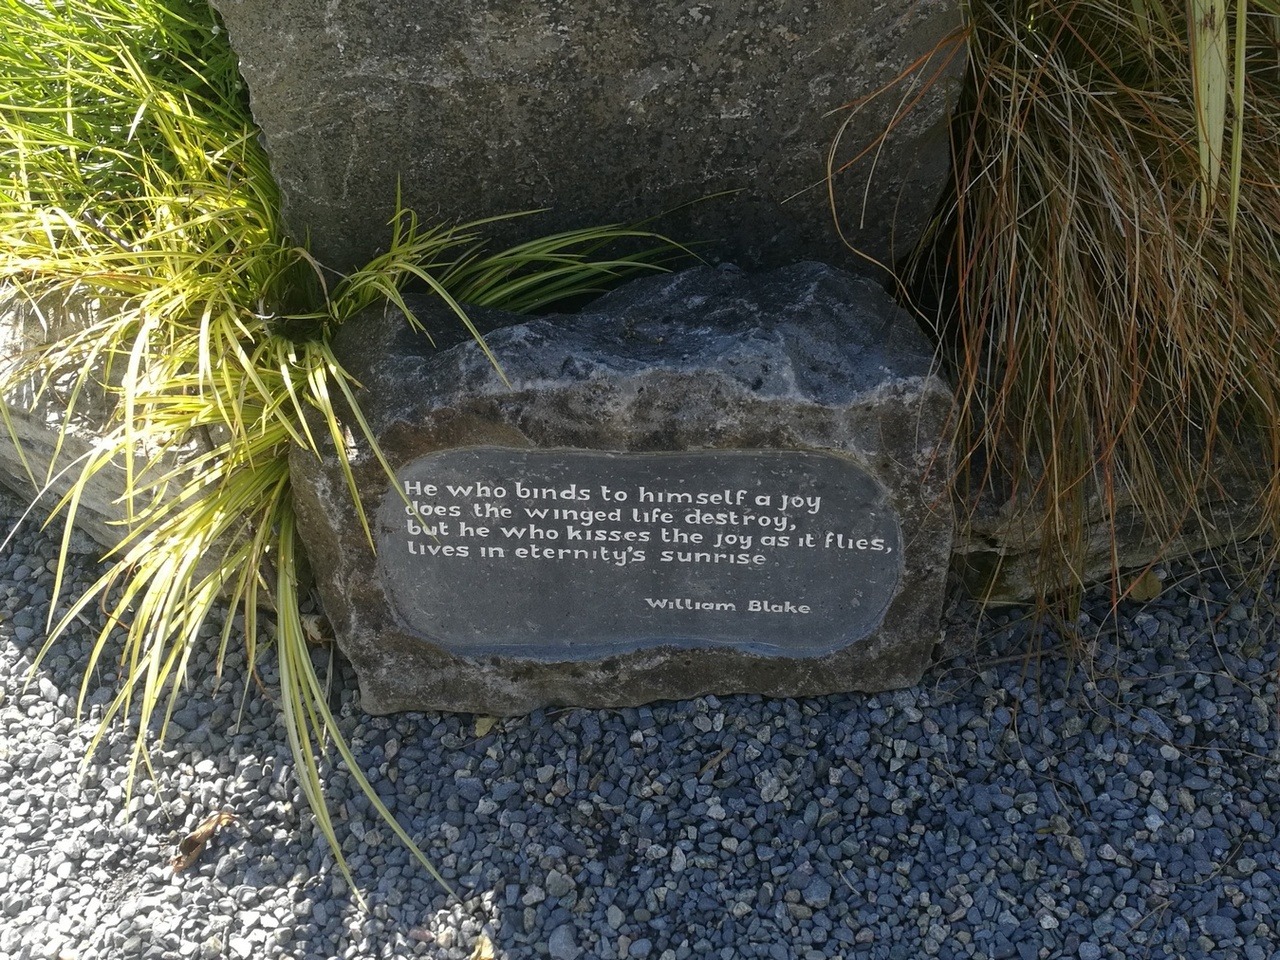 He who binds to himself a joy
does the winged life destroy,
but he who kisses the joy as it flies,
lives in eternity's sunrise
William Blake